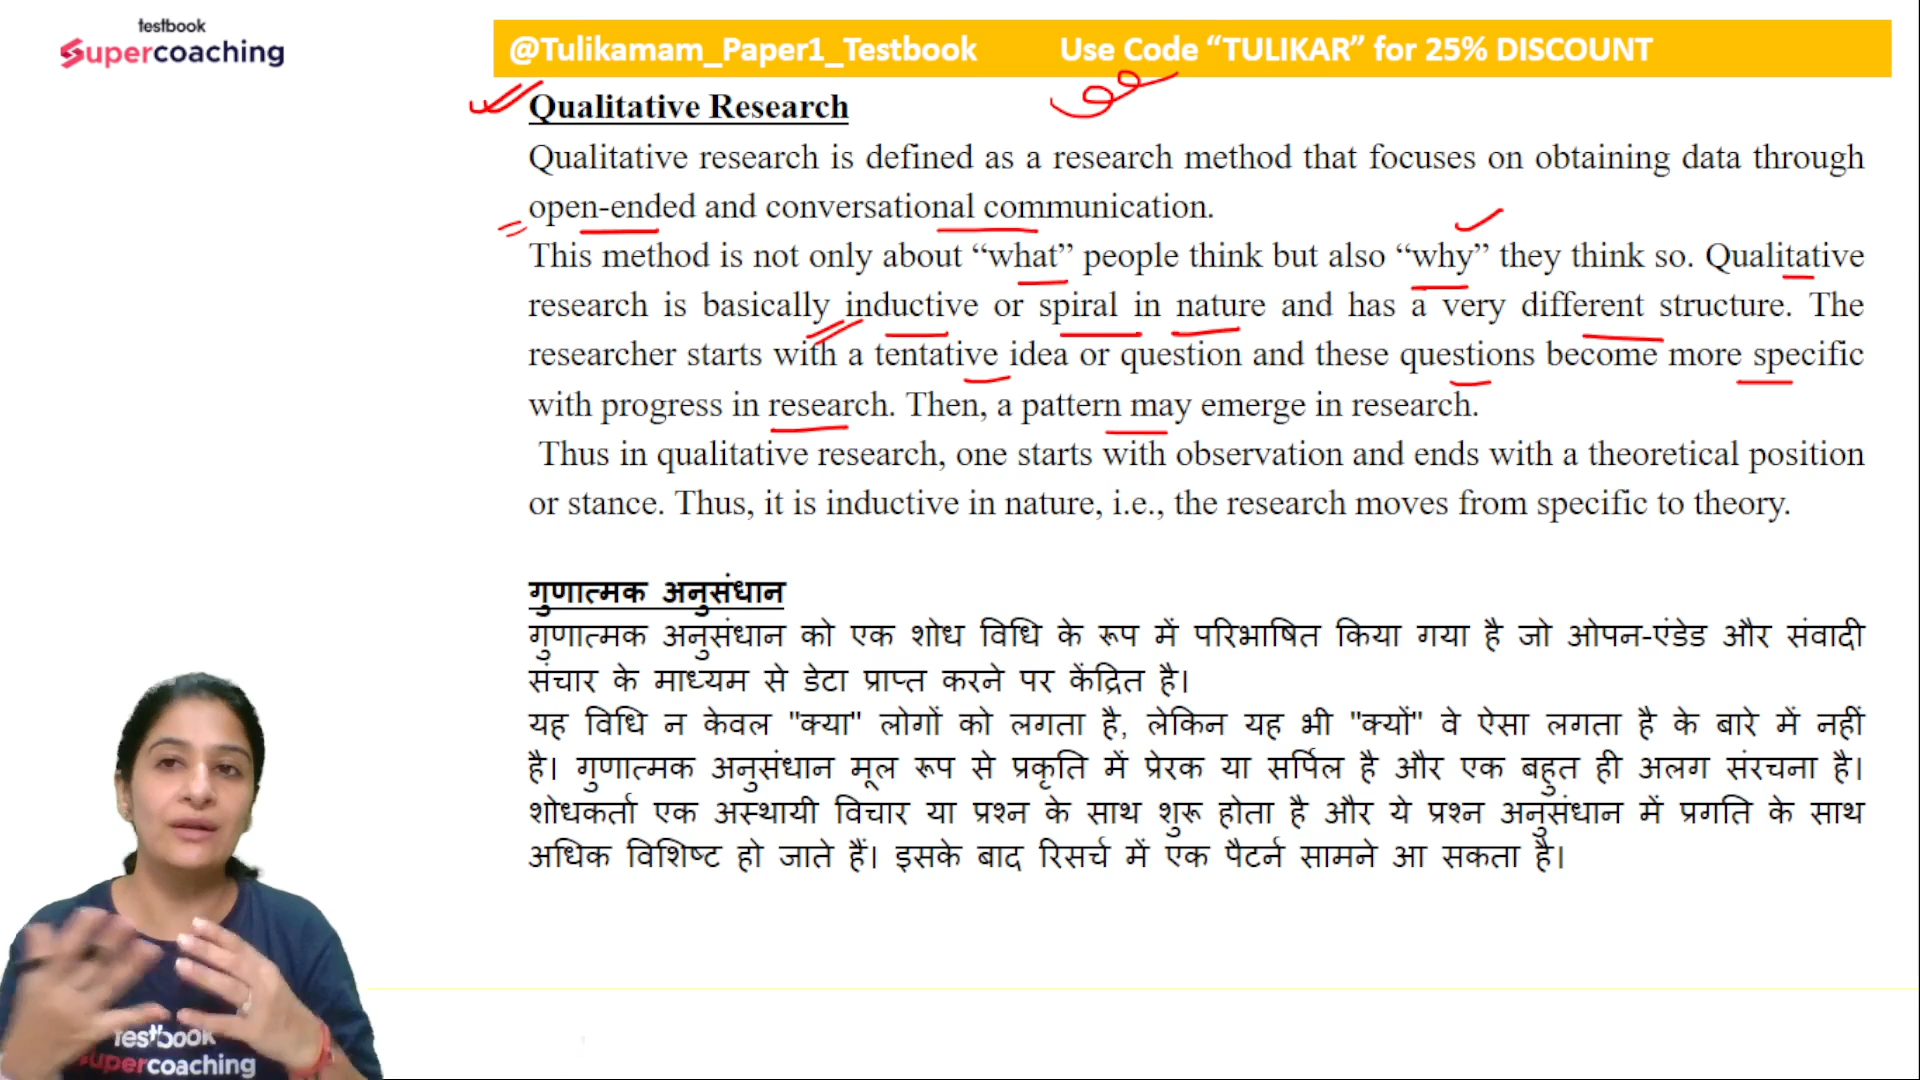 testbook
Supercoaching
@Tulikamam_Paper1_Testbook Use Code “TULIKAR” for 25% DISCOUNT
Qualitative Research
Qualitative research is defined as a research method that focuses on obtaining data through
open-ended and conversational communication.
This method is not only about “what” people think but also “why” they think so. Qualitative
research is basically inductive or spiral in nature and has a very different structure. The
researcher starts with a tentative idea or question and these questions become more specific
with progress in research. Then, a pattern may emerge in research.
Thus in qualitative research, one starts with observation and ends with a theoretical position
or stance. Thus, it is inductive in nature, i.e., the research moves from specific to theory.
गुणात्मक अनुसंधान
गुणात्मक अनुसंधान को एक शोध विधि के रूप में परिभाषित किया गया है जो ओपन-एंडेड और संवादी
संचार के माध्यम से डेटा प्राप्त करने पर केंद्रित है।
यह विधि न केवल "क्या" लोगों को लगता है, लेकिन यह भी "क्यों" वे ऐसा लगता है के बारे में नहीं
है। गुणात्मक अनुसंधान मूल रूप से प्रकृति में प्रेरक या सर्पिल है और एक बहुत ही अलग संरचना है।
शोधकर्ता एक अस्थायी विचार या प्रश्न के साथ शुरू होता है और ये प्रश्न अनुसंधान में प्रगति के साथ
अधिक विशिष्ट हो जाते हैं। इसके बाद रिसर्च में एक पैटर्न सामने आ सकता है।
testbook
supercoaching